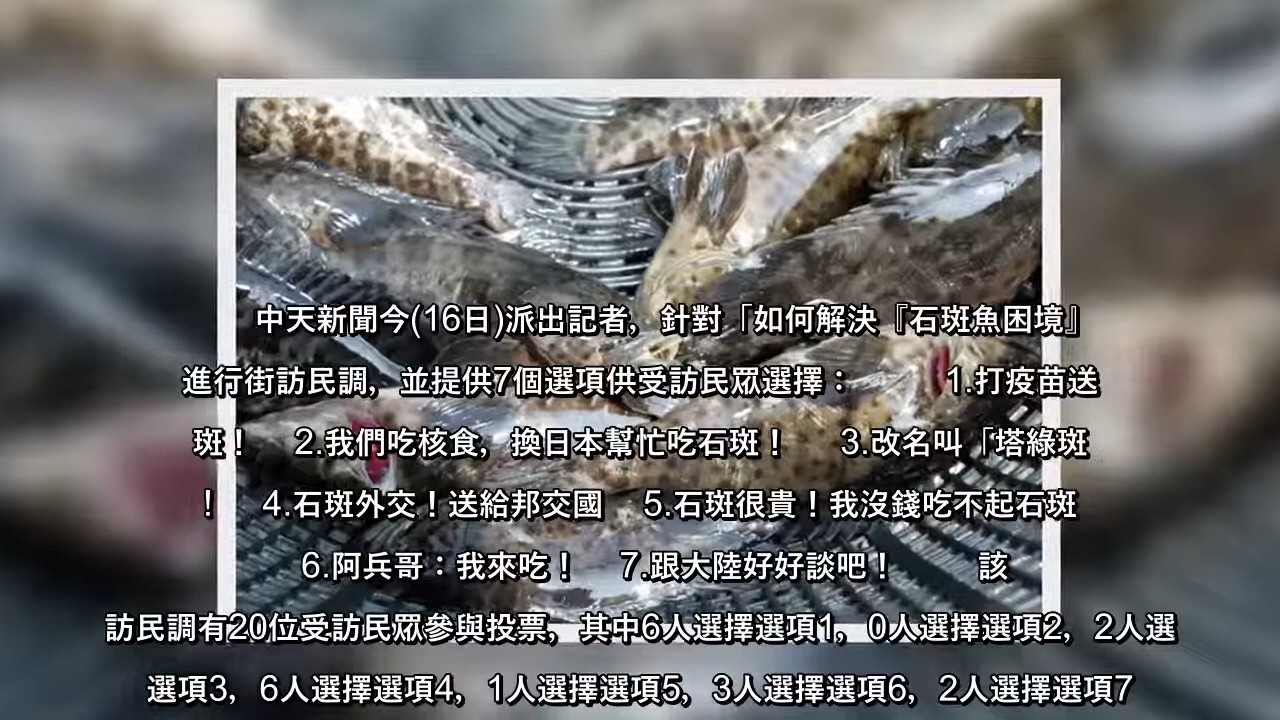 中天新聞今(16日)派出記者，針對「如何解決『石斑魚困境』
進行街訪民調，並提供7個選項供受訪民眾選擇： 1.打疫苗送
班！ 2.我們吃核食，換日本幫忙吃石斑！ 3.改名叫「塔綠斑
！ 4.石斑外交！送給邦交國 5.石斑很貴！我沒錢吃不起石斑
6.阿兵哥：我來吃！ 7.跟大陸好好談吧！ 該
訪民調有20位受訪民眾參與投票，其中6人選擇選項1，0人選擇選項2，2人選
選項3，6人選擇選項4，1人選擇選項5，3人選擇選項6，2人選擇選項7